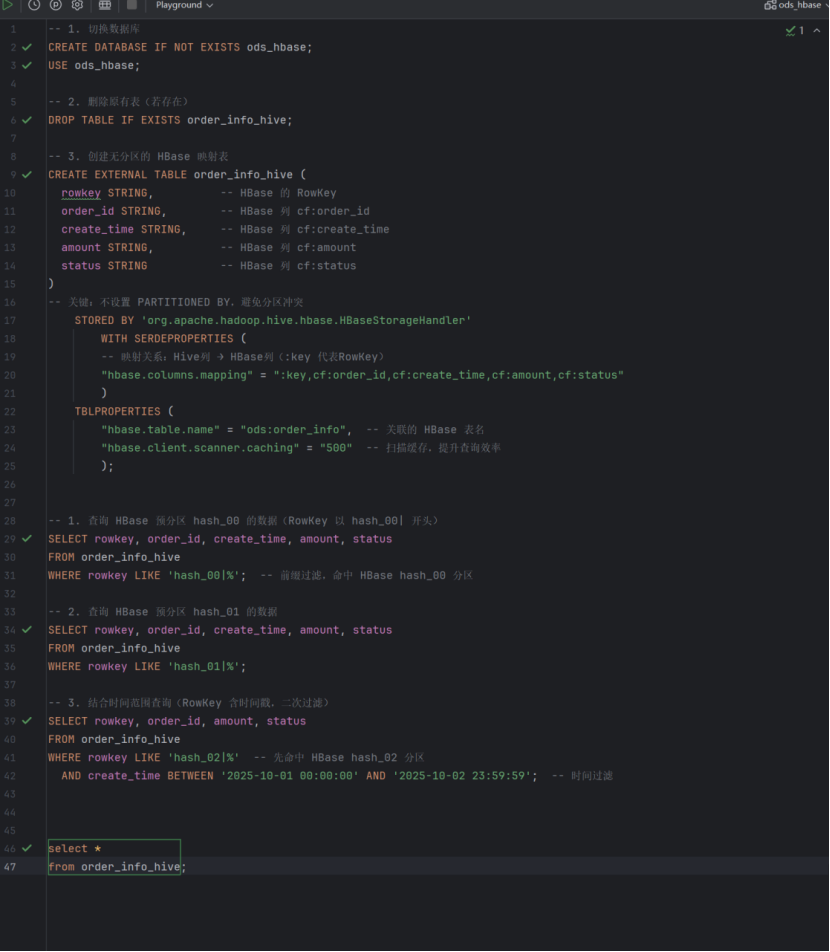 Playground
ods_hbase
1
1 -- 1. 切换数据库
2 CREATE DATABASE IF NOT EXISTS ods_hbase;
3 USE ods_hbase;
4
5 -- 2. 删除原有表（若存在）
6 DROP TABLE IF EXISTS order_info_hive;
7
8 -- 3. 创建无分区的 HBase 映射表
9 CREATE EXTERNAL TABLE order_info_hive (
10 rowkey STRING, -- HBase 的 RowKey
11 order_id STRING, -- HBase 列 cf:order_id
12 create_time STRING, -- HBase 列 cf:create_time
13 amount STRING, -- HBase 列 cf:amount
14 status STRING -- HBase 列 cf:status
15 )
16 -- 关键：不设置 PARTITIONED BY，避免分区冲突
17 STORED BY 'org.apache.hadoop.hive.hbase.HBaseStorageHandler'
18 WITH SERDEPROPERTIES (
19 -- 映射关系：Hive列 → HBase列（:key 代表RowKey）
20 "hbase.columns.mapping" = ":key,cf:order_id,cf:create_time,cf:amount,cf:status"
21 )
22 TBLPROPERTIES (
23 "hbase.table.name" = "ods:order_info", -- 关联的 HBase 表名
24 "hbase.client.scanner.caching" = "500" -- 扫描缓存，提升查询效率
25 );
26
27
28 -- 1. 查询 HBase 预分区 hash_00 的数据（RowKey 以 hash_00| 开头）
29 SELECT rowkey, order_id, create_time, amount, status
30 FROM order_info_hive
31 WHERE rowkey LIKE 'hash_00|%'; -- 前缀过滤，命中 HBase hash_00 分区
32
33 -- 2. 查询 HBase 预分区 hash_01 的数据
34 SELECT rowkey, order_id, create_time, amount, status
35 FROM order_info_hive
36 WHERE rowkey LIKE 'hash_01|%';
37
38 -- 3. 结合时间范围查询（RowKey 含时间戳，二次过滤）
39 SELECT rowkey, order_id, amount, status
40 FROM order_info_hive
41 WHERE rowkey LIKE 'hash_02|%' -- 先命中 HBase hash_02 分区
42 AND create_time BETWEEN '2025-10-01 00:00:00' AND '2025-10-02 23:59:59'; -- 时间过滤
43
44
45
46 select *
47 from order_info_hive;